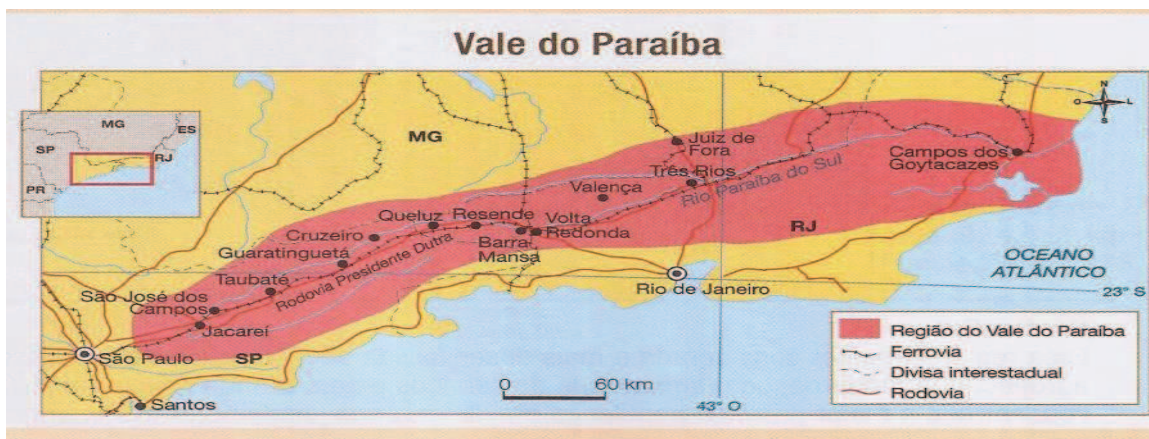 Vale do Paraíba
MG
ES
SP
RJ
PR
N
O
L
S
MG
Juiz de
Fora
Campos dos
Goytacazes
Três Rios
Rio Paraíba do Sul
Valença
Queluz
Resende
Volta
Redonda
RJ
Cruzeiro
Barra
Mansa
Guaratinguetá
Rodovia Presidente Dutra
OCEANO
ATLÂNTICO
Taubaté
Rio de Janeiro
23° S
São José dos
Campos
Jacareí
São Paulo
SP
Santos
0 60 km
43° O
Região do Vale do Paraíba
Ferrovia
Divisa interestadual
Rodovia